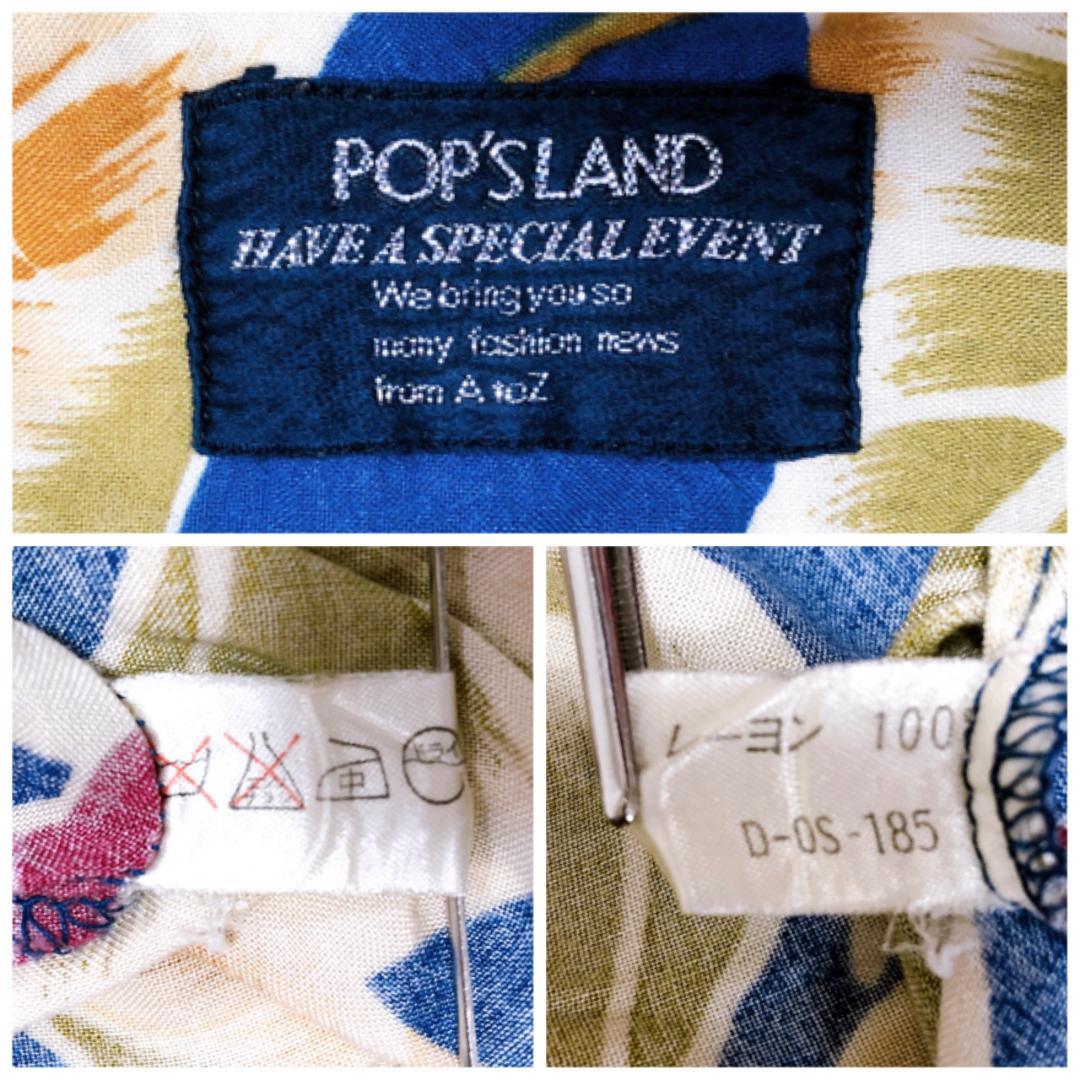 POP'S LAND
HAVE A SPECIAL EVENT
We bring you so
many fashion news
from A to Z
中
ドライ
レーヨン 100
D-OS-185